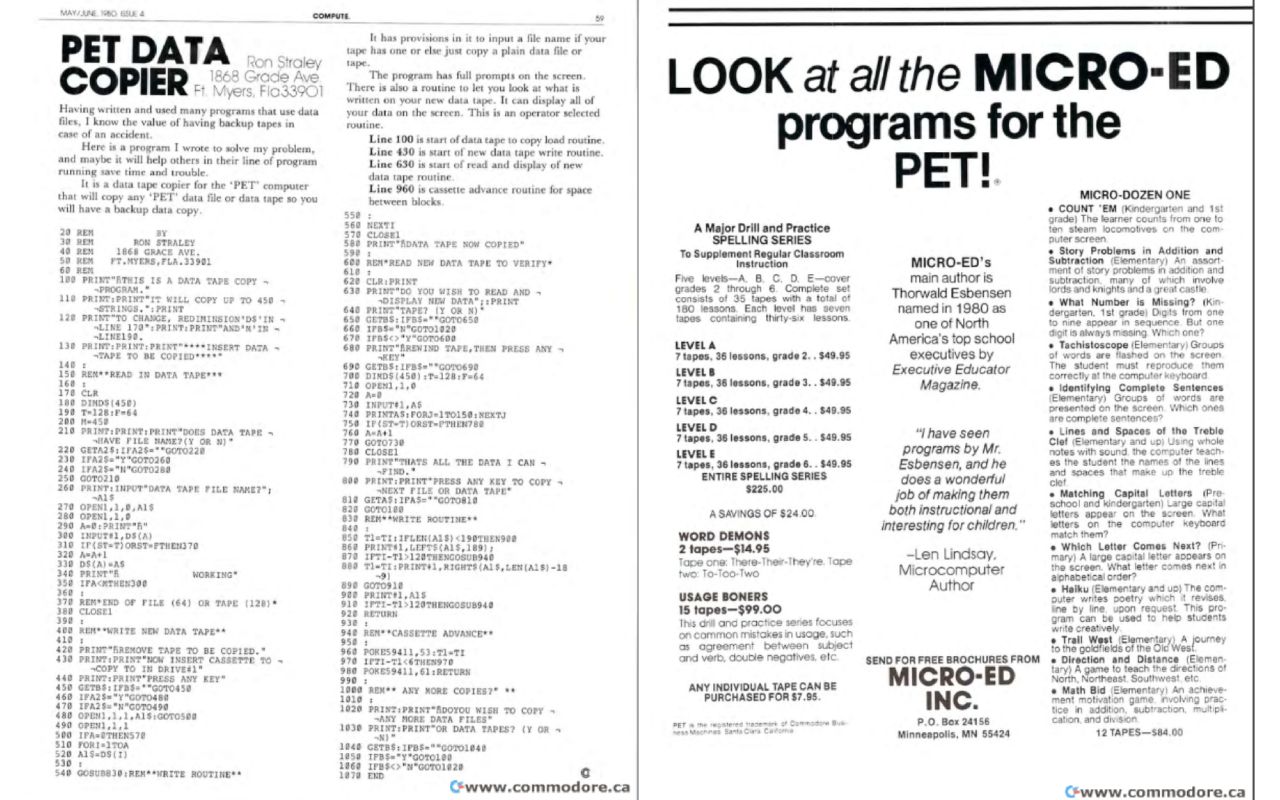 MAY/JUNE, 1980. ISSUE 4.
COMPUTE.
59
PET DATA
COPIER
Ron Straley
1868 Grade Ave.
Ft. Myers, Fla 33901
Having written and used many programs that use data
files, I know the value of having backup tapes in
case of an accident.
Here is a program I wrote to solve my problem,
and maybe it will help others in their line of program
running save time and trouble.
It is a data tape copier for the 'PET' computer
that will copy any 'PET' data file or data tape so you
will have a backup data copy.
20 REM BY
30 REM RON STRALEY
40 REM 1868 GRACE AVE.
50 REM FT.MYERS,FLA.33901
60 REM
100 PRINT"ĥTHIS IS A DATA TAPE COPY ¬
¬PROGRAM."
110 PRINT:PRINT"IT WILL COPY UP TO 450 ¬
¬STRINGS.":PRINT
120 PRINT"TO CHANGE, REDIMINSION'D$'IN ¬
¬LINE 170":PRINT:PRINT"AND'M'IN ¬
¬LINE190.
130 PRINT:PRINT:PRINT"****INSERT DATA ¬
¬TAPE TO BE COPIED****"
140 :
150 REM**READ IN DATA TAPE***
160 :
170 CLR
180 DIMD$(450)
190 T=128:F=64
200 M=450
210 PRINT:PRINT:PRINT"DOES DATA TAPE ¬
¬HAVE FILE NAME?(Y OR N)"
220 GETA2$:IFA2$=""GOTO220
230 IFA2$="Y"GOTO260
240 IFA2$="N"GOTO280
250 GOTO210
260 PRINT:INPUT"DATA TAPE FILE NAME?";
¬A1$
270 OPEN1,1,0,A1$
280 OPEN1,1,0
290 A=0:PRINT"ĥ"
300 INPUT#1,D$(A)
310 IF(ST=T)ORST=FTHEN370
320 A=A+1
330 D$(A)=A$
340 PRINT"ĥ WORKING"
350 IFA<MTHEN300
360 :
370 REM*END OF FILE (64) OR TAPE (128)*
380 CLOSE1
390 :
400 REM**WRITE NEW DATA TAPE**
410 :
420 PRINT"ĥREMOVE TAPE TO BE COPIED."
430 PRINT:PRINT"NOW INSERT CASSETTE TO ¬
¬COPY TO IN DRIVE#1"
440 PRINT:PRINT"PRESS ANY KEY"
450 GETB$:IFB$=""GOTO450
460 IFA2$="Y"GOTO480
470 IFA2$="N"GOTO490
480 OPEN1,1,1,A1$:GOTO500
490 OPEN1,1,1
500 IFA=0THEN570
510 FORI=1TOA
520 A1$=D$(I)
530 :
540 GOSUB830:REM**WRITE ROUTINE**
It has provisions in it to input a file name if your
tape has one or else just copy a plain data file or
tape.
The program has full prompts on the screen.
There is also a routine to let you look at what is
written on your new data tape. It can display all of
your data on the screen. This is an operator selected
routine.
Line 100 is start of data tape to copy load routine.
Line 430 is start of new data tape write routine.
Line 630 is start of read and display of new
data tape routine.
Line 960 is cassette advance routine for space
between blocks.
550 :
560 NEXTI
570 CLOSE1
580 PRINT"ĥDATA TAPE NOW COPIED"
590 :
600 REM*READ NEW DATA TAPE TO VERIFY*
610 :
620 CLR:PRINT
630 PRINT"DO YOU WISH TO READ AND ¬
¬DISPLAY NEW DATA";:PRINT
640 PRINT"TAPE? (Y OR N)"
650 GETB$:IFB$=""GOTO650
660 IFB$="N"GOTO1020
670 IFB$<>"Y"GOTO600
680 PRINT"ĥREWIND TAPE,THEN PRESS ANY ¬
¬KEY"
690 GETB$:IFB$=""GOTO690
700 DIMD$(450):T=128:F=64
710 OPEN1,1,0
720 A=0
730 INPUT#1,A$
740 PRINTA$:FORJ=1TO150:NEXTJ
750 IF(ST=T)ORST=FTHEN780
760 A=A+1
770 GOTO730
780 CLOSE1
790 PRINT"THATS ALL THE DATA I CAN ¬
¬FIND."
800 PRINT:PRINT"PRESS ANY KEY TO COPY ¬
¬NEXT FILE OR DATA TAPE"
810 GETA$:IFA$=""GOTO810
820 GOTO100
830 REM**WRITE ROUTINE**
840 :
850 T1=TI:IFLEN(A1$)<190THEN900
860 PRINT#1,LEFT$(A1$,189);
870 IFTI-T1>120THENGOSUB940
880 T1=TI:PRINT#1,RIGHT$(A1$,LEN(A1$)-18
¬9)
890 GOTO910
900 PRINT#1,A1$
910 IFTI-T1>120THENGOSUB940
920 RETURN
930 :
940 REM**CASSETTE ADVANCE**
950 :
960 POKE59411,53:T1=TI
970 IFTI-T1<6THEN970
980 POKE59411,61:RETURN
990 :
1000 REM** ANY MORE COPIES?" **
1010 :
1020 PRINT:PRINT"ĥDOYOU WISH TO COPY ¬
¬ANY MORE DATA FILES"
1030 PRINT:PRINT"OR DATA TAPES? (Y OR ¬
¬N)"
1040 GETB$:IFB$=""GOTO1040
1050 IFB$="Y"GOTO100
1060 IFB$<>"N"GOTO1020
1070 END
©
www.commodore.ca
LOOK at all the MICRO-ED
programs for the
PET!®
A Major Drill and Practice
SPELLING SERIES
To Supplement Regular Classroom
Instruction
Five levels—A, B, C, D, E—cover
grades 2 through 6. Complete set
consists of 35 tapes with a total of
180 lessons. Each level has seven
tapes containing thirty-six lessons.
LEVEL A
7 tapes, 36 lessons, grade 2. . $49.95
LEVEL B
7 tapes, 36 lessons, grade 3. . $49.95
LEVEL C
7 tapes, 36 lessons, grade 4. . $49.95
LEVEL D
7 tapes, 36 lessons, grade 5. . $49.95
LEVEL E
7 tapes, 36 lessons, grade 6. . $49.95
ENTIRE SPELLING SERIES
$225.00
A SAVINGS OF $24.00.
WORD DEMONS
2 tapes—$14.95
Tape one: There-Their-They're. Tape
two: To-Too-Two
USAGE BONERS
15 tapes—$99.00
This drill and practice series focuses
on common mistakes in usage, such
as agreement between subject
and verb, double negatives, etc.
ANY INDIVIDUAL TAPE CAN BE
PURCHASED FOR $7.95.
PET is the registered trademark of Commodore Busi-
ness Machines. Santa Clara. California
MICRO-ED's
main author is
Thorwald Esbensen
named in 1980 as
one of North
America's top school
executives by
Executive Educator
Magazine.
"I have seen
programs by Mr.
Esbensen, and he
does a wonderful
job of making them
both instructional and
interesting for children."
–Len Lindsay,
Microcomputer
Author
SEND FOR FREE BROCHURES FROM
MICRO-ED
INC.
P.O. Box 24156
Minneapolis, MN 55424
MICRO-DOZEN ONE
• COUNT 'EM (Kindergarten and 1st
grade) The learner counts from one to
ten steam locomotives on the com-
puter screen.
• Story Problems in Addition and
Subtraction (Elementary) An assort-
ment of story problems in addition and
subtraction, many of which involve
lords and knights and a great castle.
• What Number is Missing? (Kin-
dergarten, 1st grade) Digits from one
to nine appear in sequence. But one
digit is always missing. Which one?
• Tachistoscope (Elementary) Groups
of words are flashed on the screen.
The student must reproduce them
correctly at the computer keyboard.
• Identifying Complete Sentences
(Elementary) Groups of words are
presented on the screen. Which ones
are complete sentences?
• Lines and Spaces of the Treble
Clef (Elementary and up) Using whole
notes with sound, the computer teach-
es the student the names of the lines
and spaces that make up the treble
clef.
• Matching Capital Letters (Pre-
school and kindergarten) Large capital
letters appear on the screen. What
letters on the computer keyboard
match them?
• Which Letter Comes Next? (Pri-
mary) A large capital letter appears on
the screen. What letter comes next in
alphabetical order?
• Haiku (Elementary and up) The com-
puter writes poetry which it revises,
line by line, upon request. This pro-
gram can be used to help students
write creatively.
• Trail West (Elementary) A journey
to the goldfields of the Old West.
• Direction and Distance (Elemen-
tary) A game to teach the directions of
North, Northeast, Southwest, etc.
• Math Bid (Elementary) An achieve-
ment motivation game, involving prac-
tice in addition, subtraction, multipli-
cation, and division.
12 TAPES—$84.00
www.commodore.ca